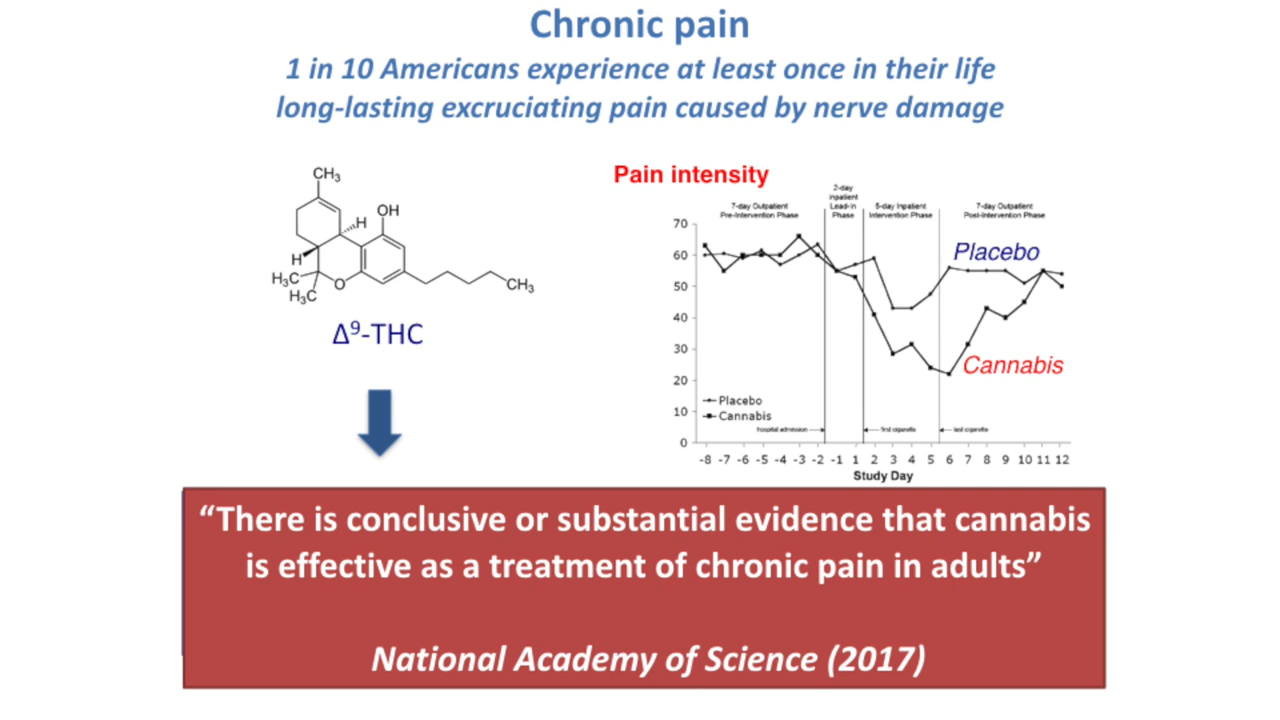 Chronic pain
1 in 10 Americans experience at least once in their life
long-lasting excruciating pain caused by nerve damage
CH₃
OH
H
H
H₃C
H₃C
O
CH₃
Δ⁹-THC
Pain intensity
7-day Outpatient
Pre-Intervention Phase
2-day
Inpatient
Lead-In
Phase
5-day Inpatient
Intervention Phase
7-day Outpatient
Post-Intervention Phase
70
60
50
40
30
20
10
0
Placebo
Cannabis
Placebo
Cannabis
hospital admission
first cigarette
last cigarette
-8 -7 -6 -5 -4 -3 -2 -1 1 2 3 4 5 6 7 8 9 10 11 12
Study Day
“There is conclusive or substantial evidence that cannabis
is effective as a treatment of chronic pain in adults”
National Academy of Science (2017)